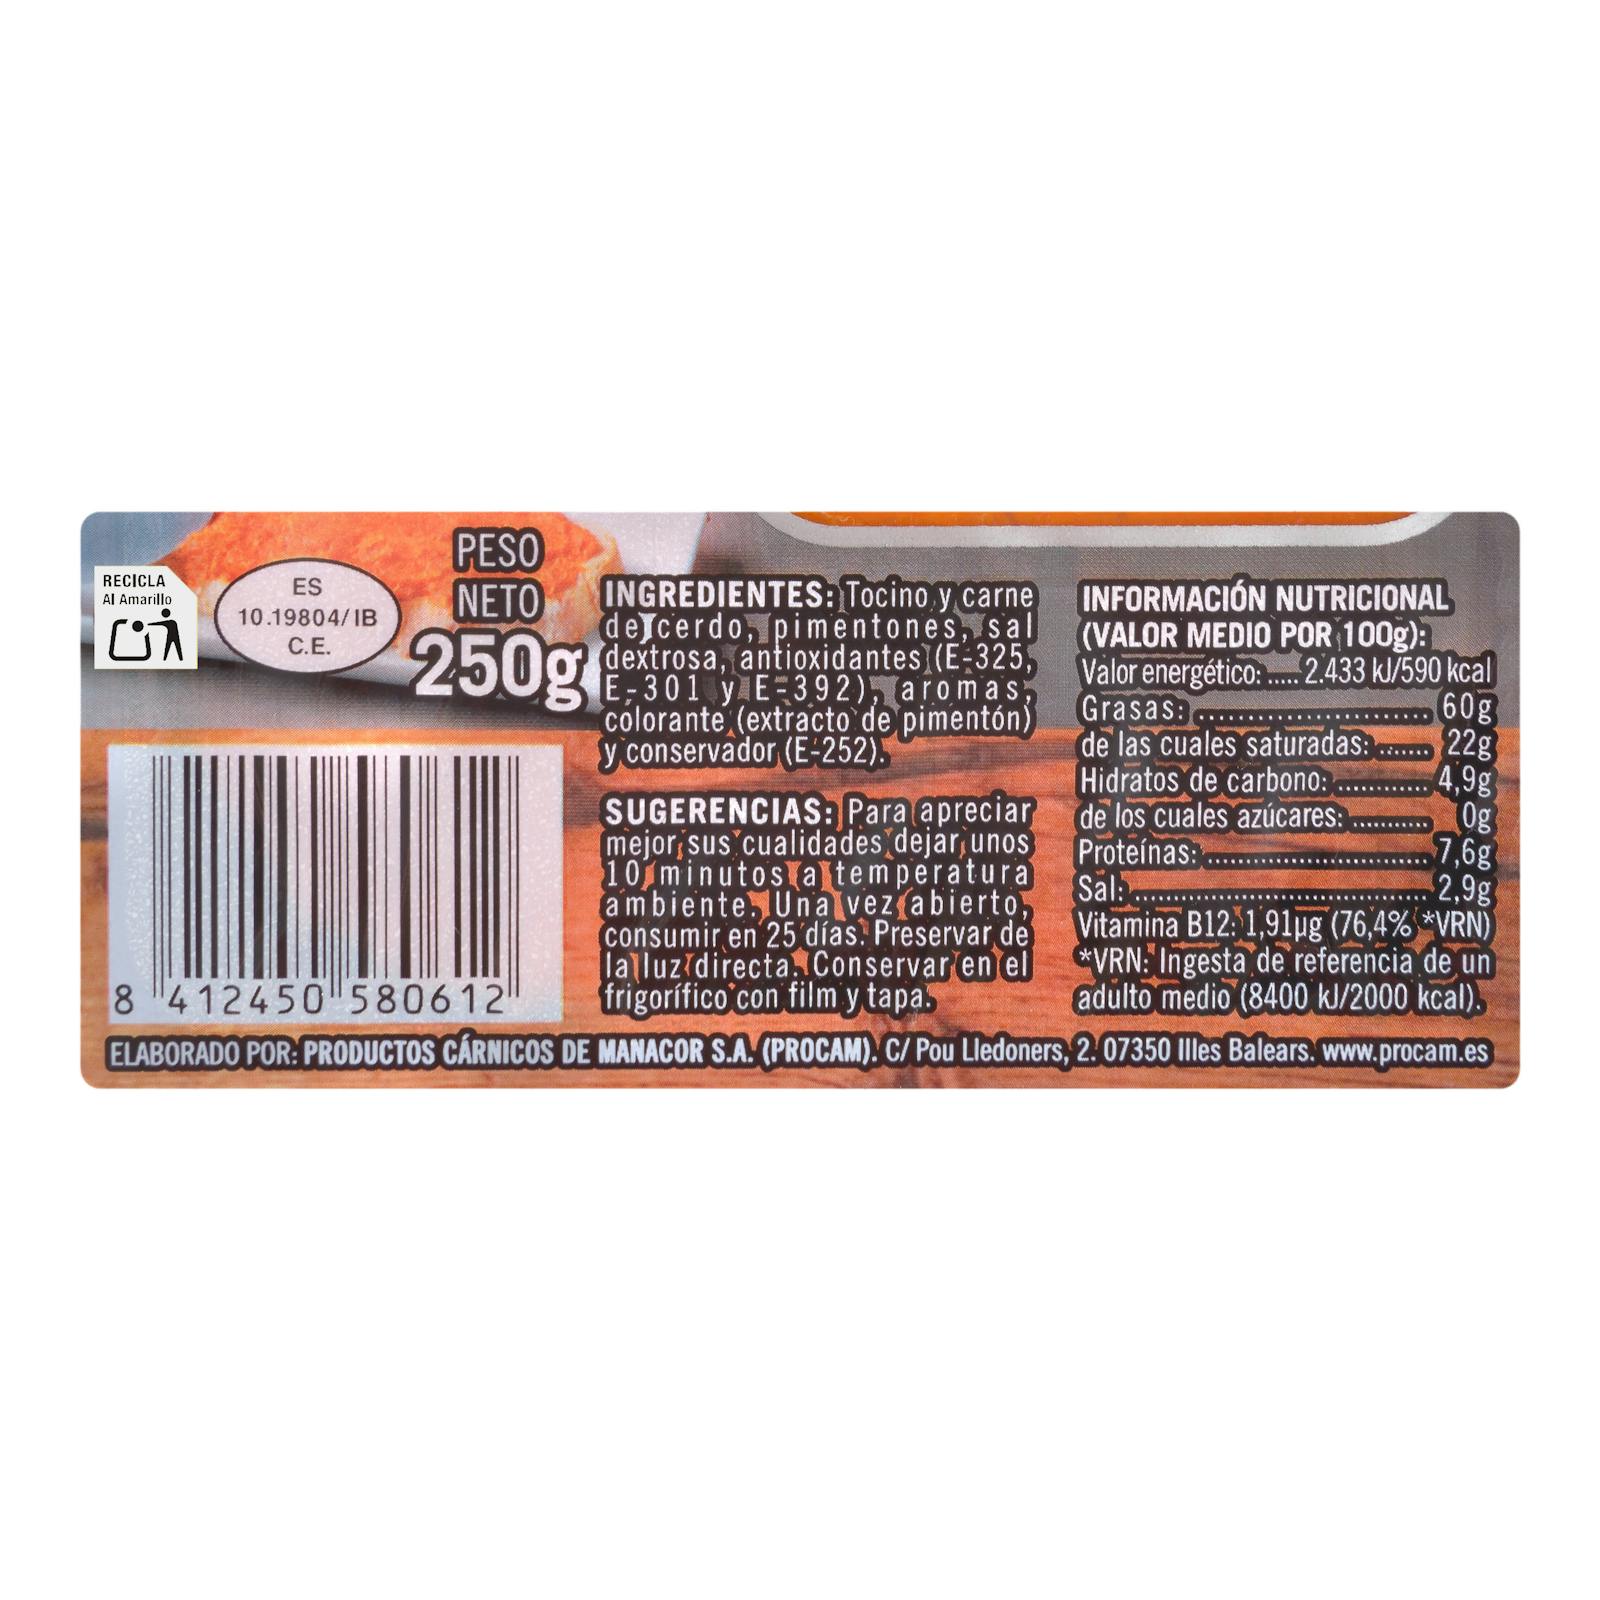 RECICLA
Al Amarillo
ES
10.19804/IB
C.E.
PESO
NETO
250g
8 412450 580612
INGREDIENTES: Tocino y carne
de cerdo, pimentones, sal
dextrosa, antioxidantes (E-325,
E-301 y E-392), aromas,
colorante (extracto de pimentón)
y conservador (E-252).
SUGERENCIAS: Para apreciar
mejor sus cualidades dejar unos
10 minutos a temperatura
ambiente. Una vez abierto,
consumir en 25 días. Preservar de
la luz directa. Conservar en el
frigorífico con film y tapa.
INFORMACIÓN NUTRICIONAL
(VALOR MEDIO POR 100g):
Valor energético: ..... 2.433 kJ/590 kcal
Grasas: ........................ 60g
de las cuales saturadas: ....... 22g
Hidratos de carbono: ............ 4,9g
de los cuales azúcares: ........... 0g
Proteínas: ............................. 7,6g
Sal: ....................................... 2,9g
Vitamina B12: 1,91µg (76,4% *VRN)
*VRN: Ingesta de referencia de un
adulto medio (8400 kJ/2000 kcal).
ELABORADO POR: PRODUCTOS CÁRNICOS DE MANACOR S.A. (PROCAM). C/ Pou Lledoners, 2. 07350 Illes Balears. www.procam.es